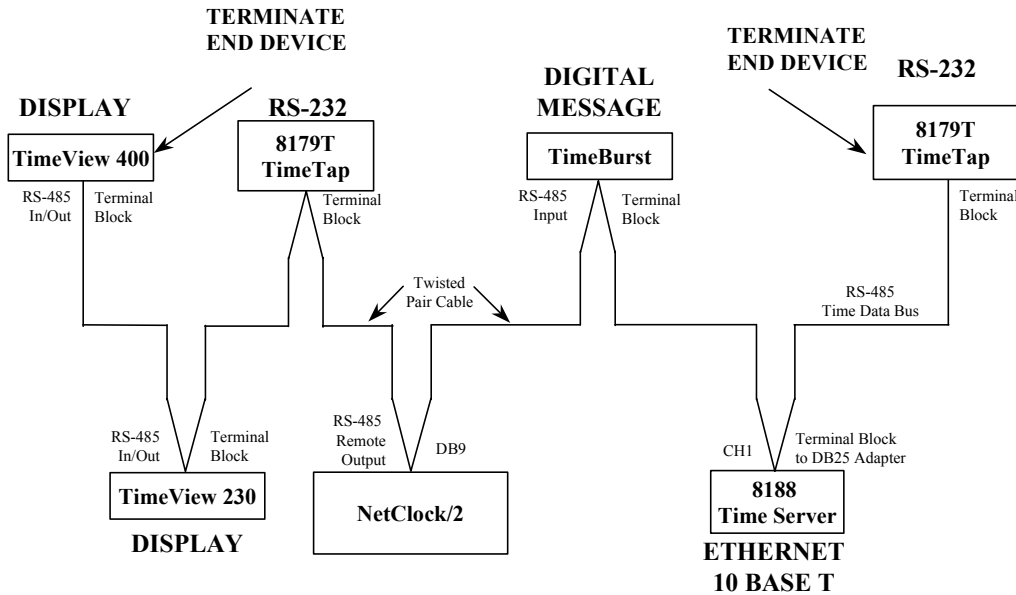 TERMINATE
END DEVICE
TERMINATE
END DEVICE
RS-232
DISPLAY
RS-232
DIGITAL
MESSAGE
TimeView 400
8179T
TimeTap
TimeBurst
8179T
TimeTap
RS-485
In/Out
Terminal
Block
Terminal
Block
RS-485
Input
Terminal
Block
Terminal
Block
Twisted
Pair Cable
RS-485
Time Data Bus
RS-485
In/Out
Terminal
Block
RS-485
Remote
Output
DB9
CH1
Terminal Block
to DB25 Adapter
TimeView 230
NetClock/2
8188
Time Server
DISPLAY
ETHERNET
10 BASE T